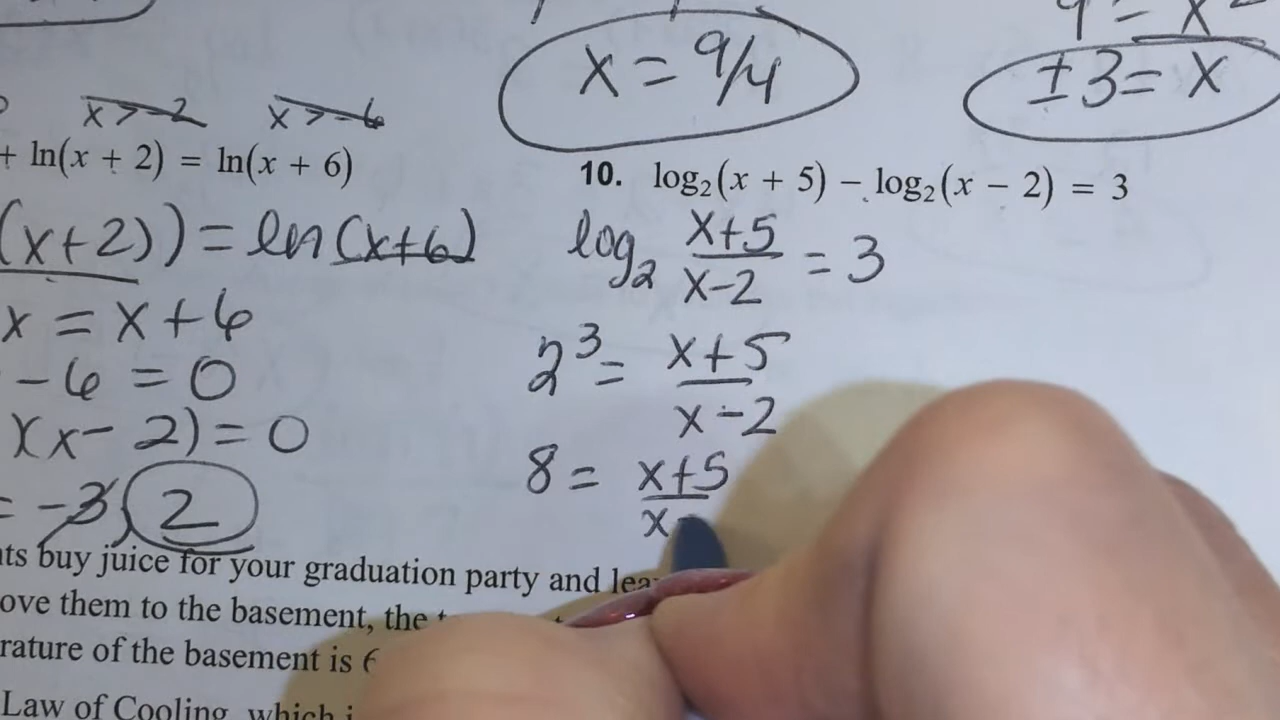 x = 9/4
±3 = x
x > -2 x > -6
+ ln(x + 2) = ln(x + 6)
(x+2)) = ln(x+6)
x = x + 6
- 6 = 0
)(x - 2) = 0
= -3, 2
10. log₂(x + 5) − log₂(x − 2) = 3
log₂ x+5 = 3
x-2
2³ = x+5
x-2
8 = x+5
x-
buy juice for your graduation party and
ove them to the basement, the
rature of the basement is
Law of Cooling, which